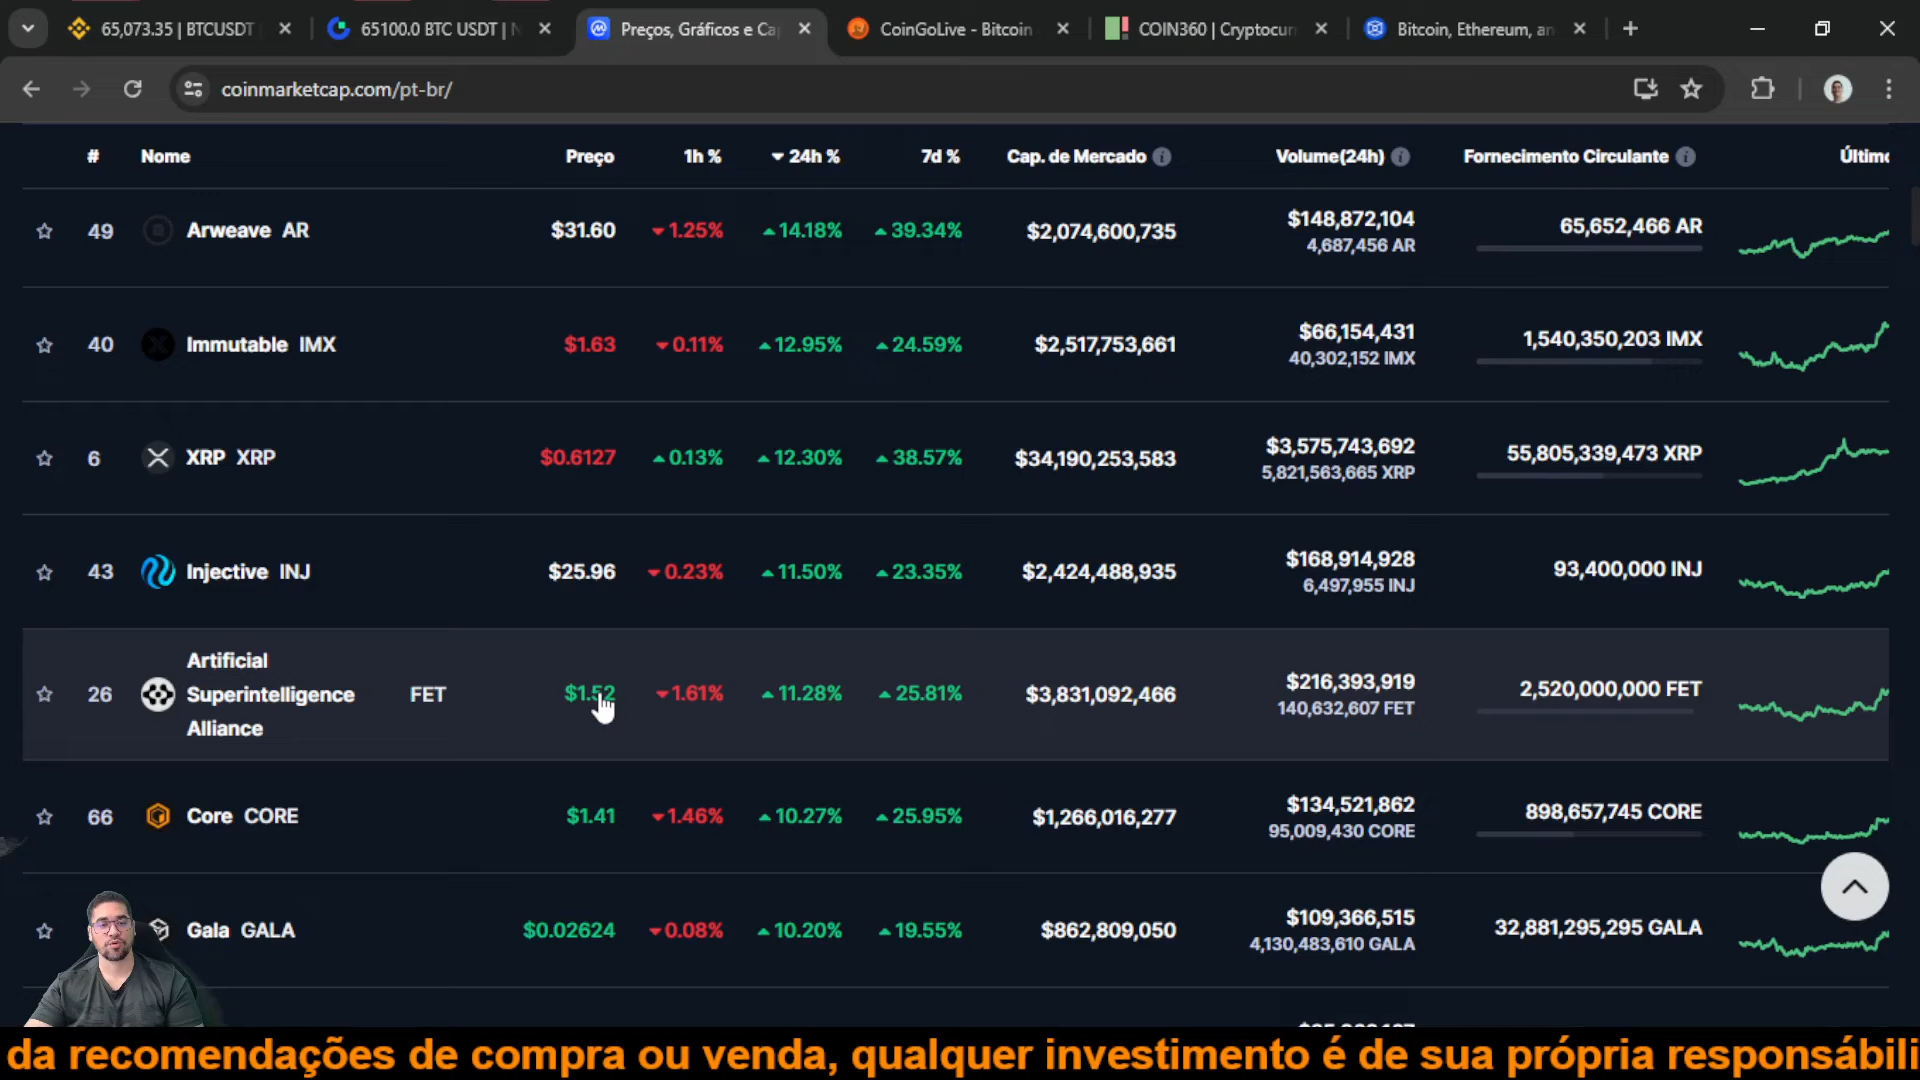 65,073.35 | BTCUSDT
65100.0 BTC USDT | N
Preços, Gráficos e Ca
CoinGoLive - Bitcoin
COIN360 | Cryptocur
Bitcoin, Ethereum, an
coinmarketcap.com/pt-br/
# Nome Preço 1h % 24h % 7d % Cap. de Mercado Volume(24h) Fornecimento Circulante Último
49 Arweave AR $31.60 1.25% 14.18% 39.34% $2,074,600,735 $148,872,104 65,652,466 AR
4,687,456 AR
40 Immutable IMX $1.63 0.11% 12.95% 24.59% $2,517,753,661 $66,154,431 1,540,350,203 IMX
40,302,152 IMX
6 XRP XRP $0.6127 0.13% 12.30% 38.57% $34,190,253,583 $3,575,743,692 55,805,339,473 XRP
5,821,563,665 XRP
43 Injective INJ $25.96 0.23% 11.50% 23.35% $2,424,488,935 $168,914,928 93,400,000 INJ
6,497,955 INJ
Artificial
26 Superintelligence FET $1.52 1.61% 11.28% 25.81% $3,831,092,466 $216,393,919 2,520,000,000 FET
Alliance 140,632,607 FET
66 Core CORE $1.41 1.46% 10.27% 25.95% $1,266,016,277 $134,521,862 898,657,745 CORE
95,009,430 CORE
Gala GALA $0.02624 0.08% 10.20% 19.55% $862,809,050 $109,366,515 32,881,295,295 GALA
4,130,483,610 GALA
da recomendações de compra ou venda, qualquer investimento é de sua própria responsábili